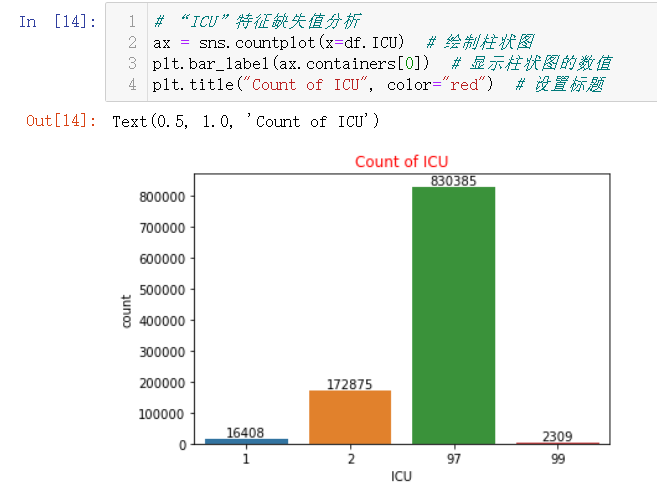 In [14]:
1 # “ICU”特征缺失值分析
2 ax = sns.countplot(x=df.ICU)  # 绘制柱状图
3 plt.bar_label(ax.containers[0])  # 显示柱状图的数值
4 plt.title("Count of ICU", color="red")  # 设置标题
Out[14]: Text(0.5, 1.0, 'Count of ICU')
Count of ICU
830385
800000
700000
600000
500000
400000
300000
200000
100000
0
count
16408
172875
2309
1 2 97 99
ICU